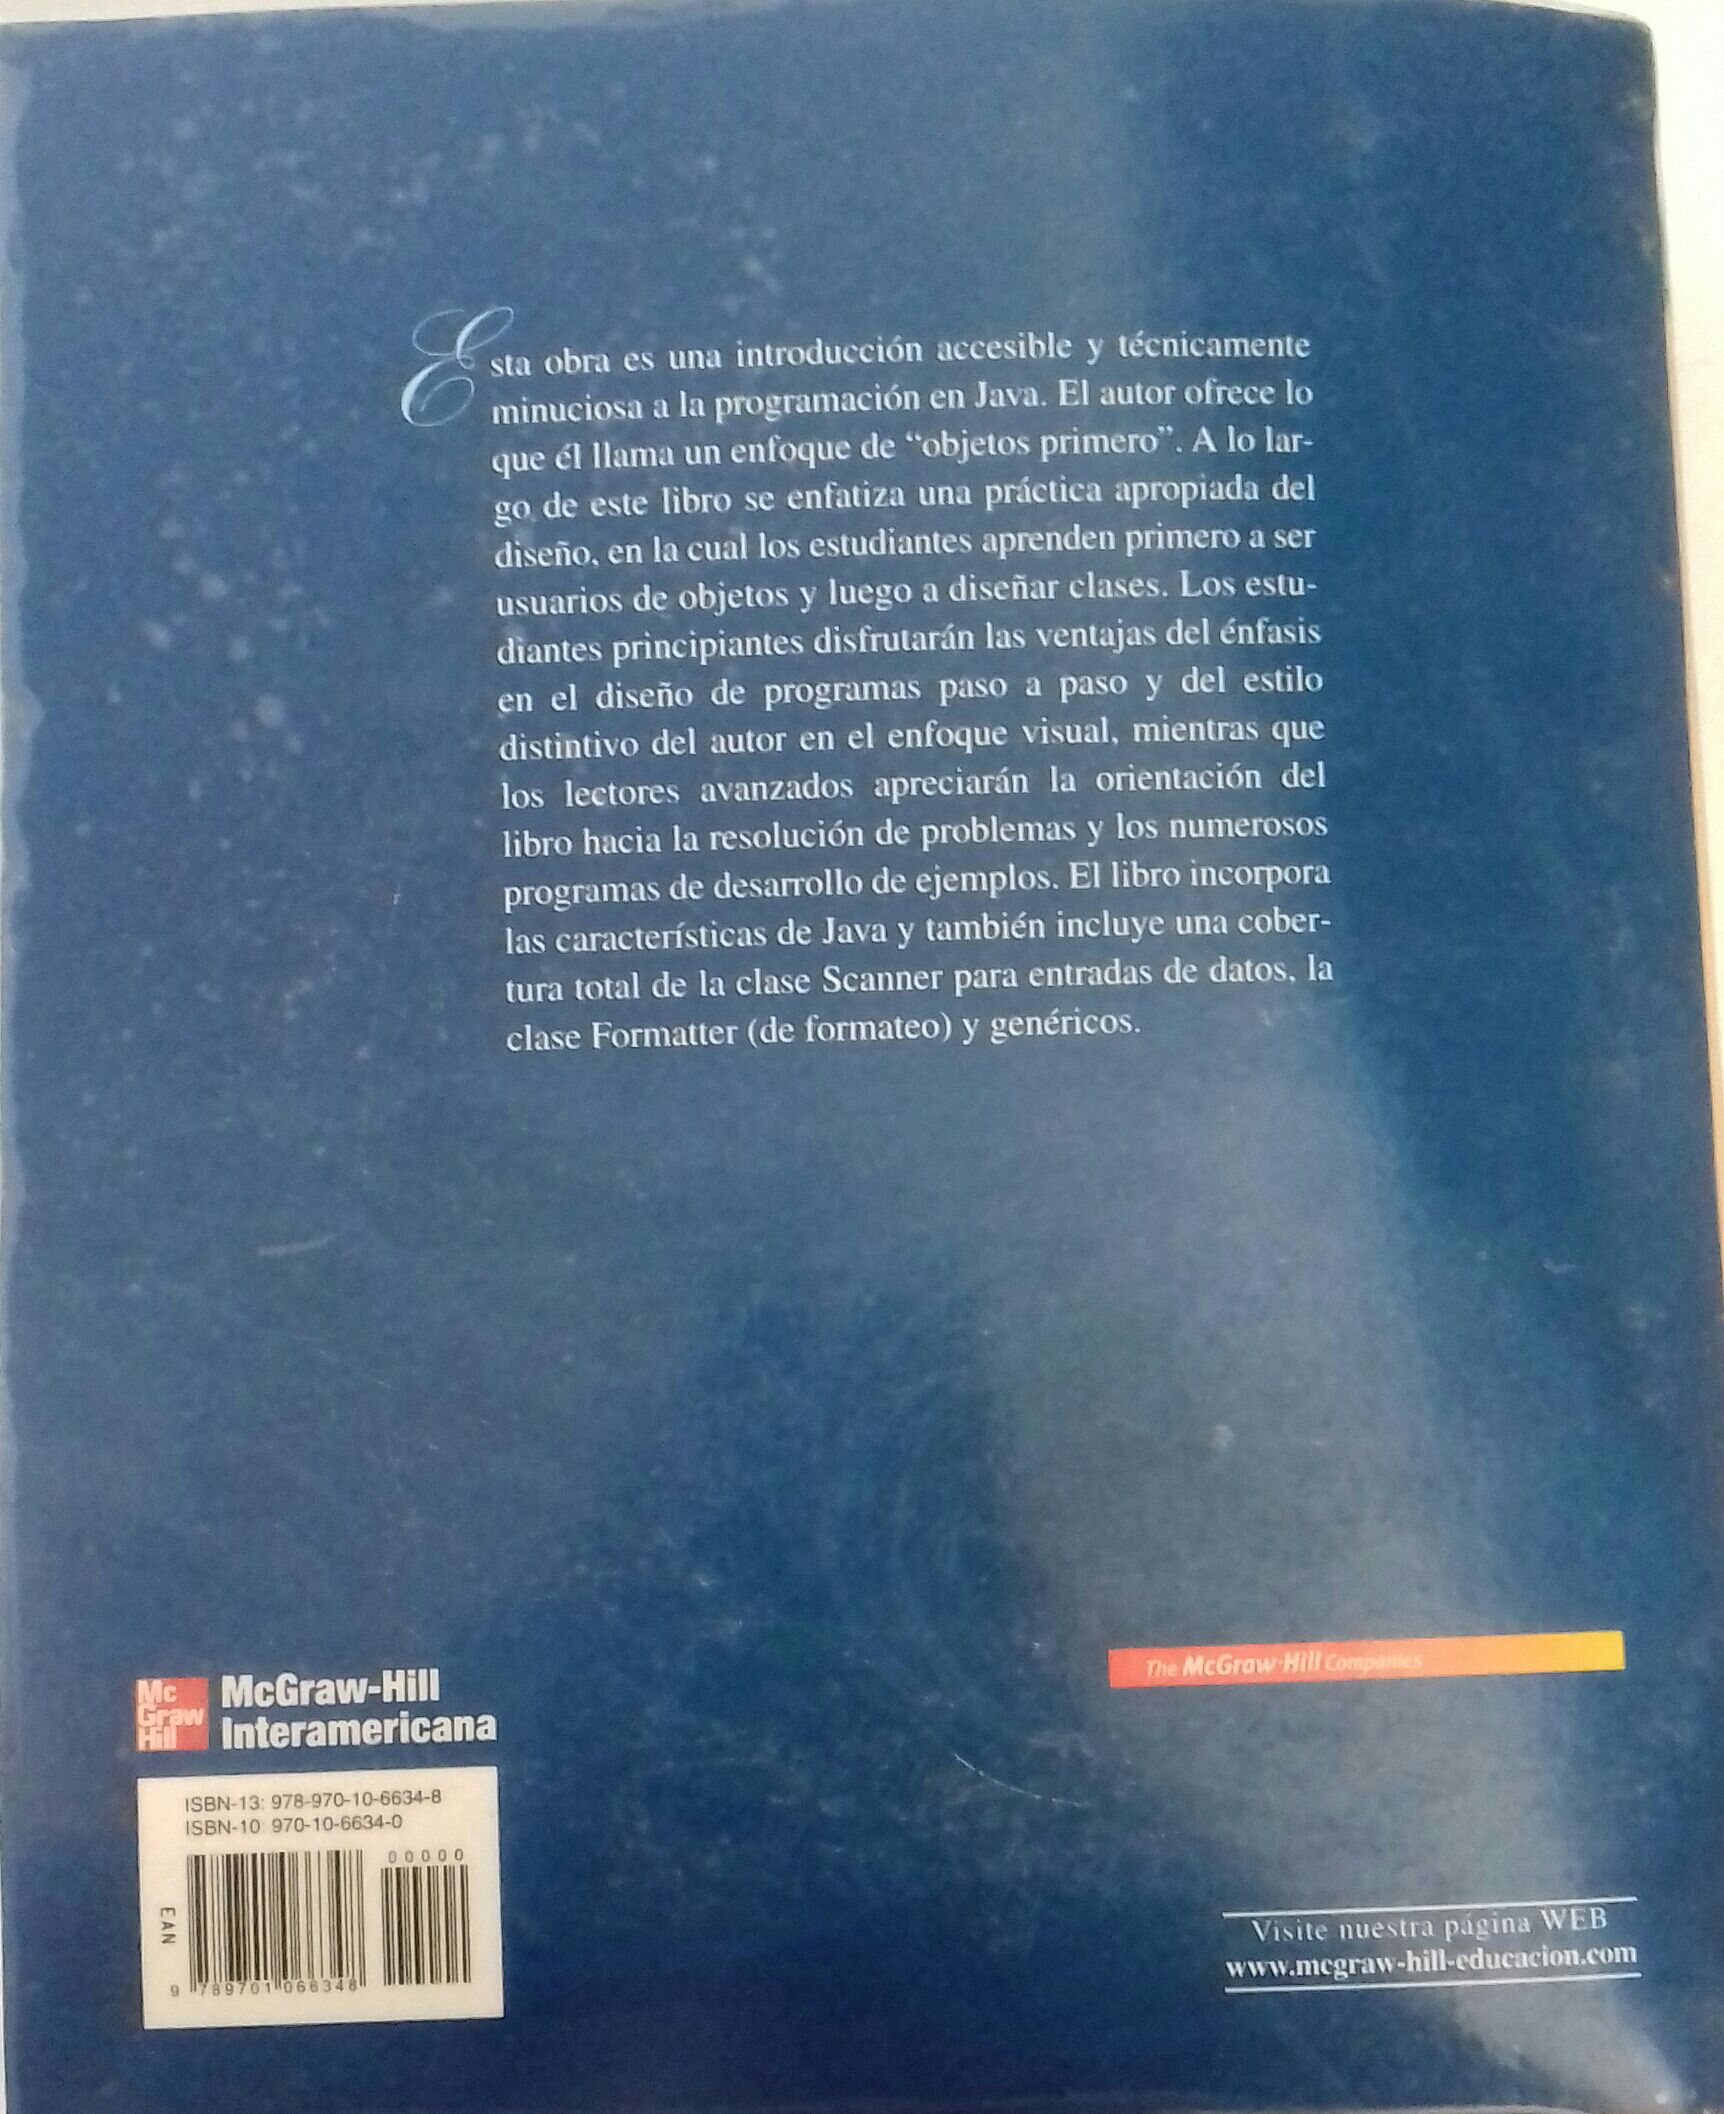 Esta obra es una introducción accesible y técnicamente
minuciosa a la programación en Java. El autor ofrece lo
que él llama un enfoque de “objetos primero”. A lo lar-
go de este libro se enfatiza una práctica apropiada del
diseño, en la cual los estudiantes aprenden primero a ser
usuarios de objetos y luego a diseñar clases. Los estu-
diantes principiantes disfrutarán las ventajas del énfasis
en el diseño de programas paso a paso y del estilo
distintivo del autor en el enfoque visual, mientras que
los lectores avanzados apreciarán la orientación del
libro hacia la resolución de problemas y los numerosos
programas de desarrollo de ejemplos. El libro incorpora
las características de Java y también incluye una cober-
tura total de la clase Scanner para entradas de datos, la
clase Formatter (de formateo) y genéricos.
The McGraw-Hill Companies
Mc
Graw
Hill
McGraw-Hill
Interamericana
ISBN-13: 978-970-10-6634-8
ISBN-10: 970-10-6634-0
00000
EAN
9 789701 066348
Visite nuestra página WEB
www.mcgraw-hill-educacion.com